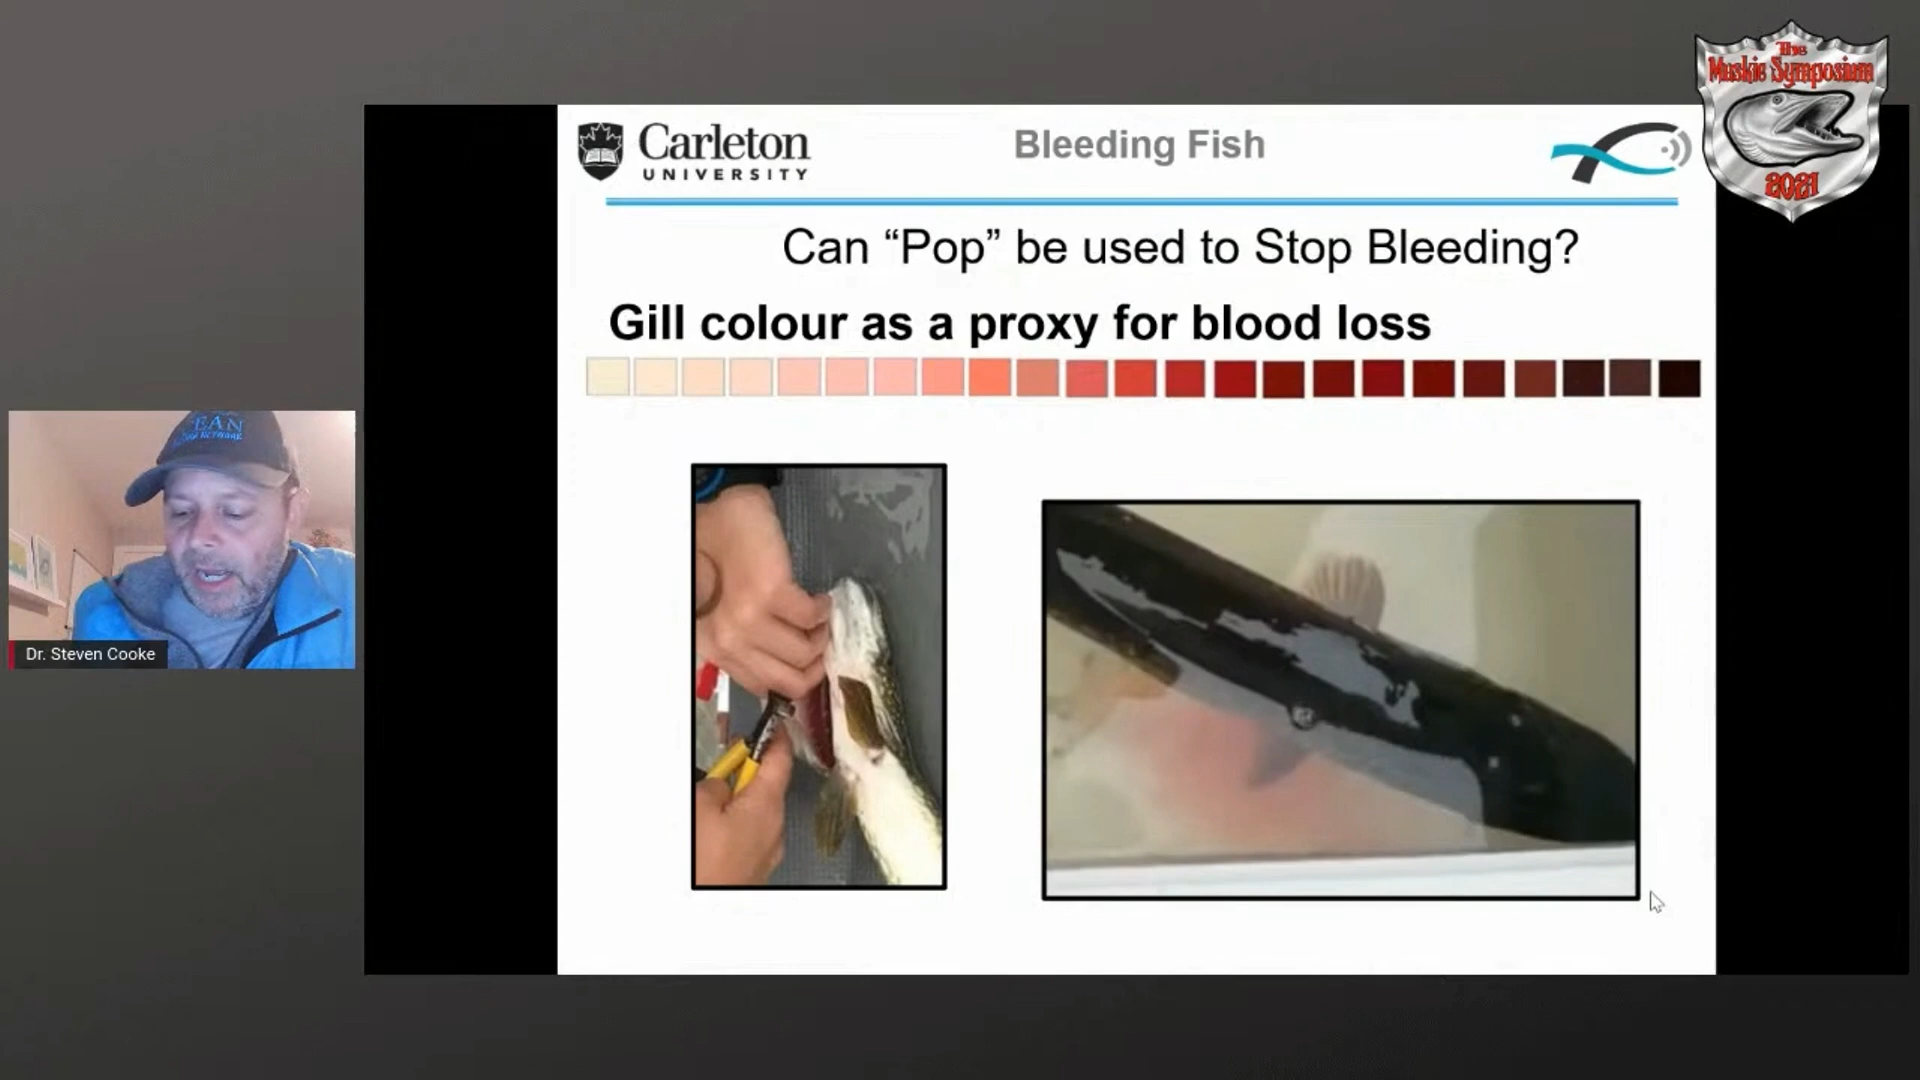 The
Muskie Symposium
2021
Carleton
UNIVERSITY
Bleeding Fish
Can “Pop” be used to Stop Bleeding?
Gill colour as a proxy for blood loss
Dr. Steven Cooke